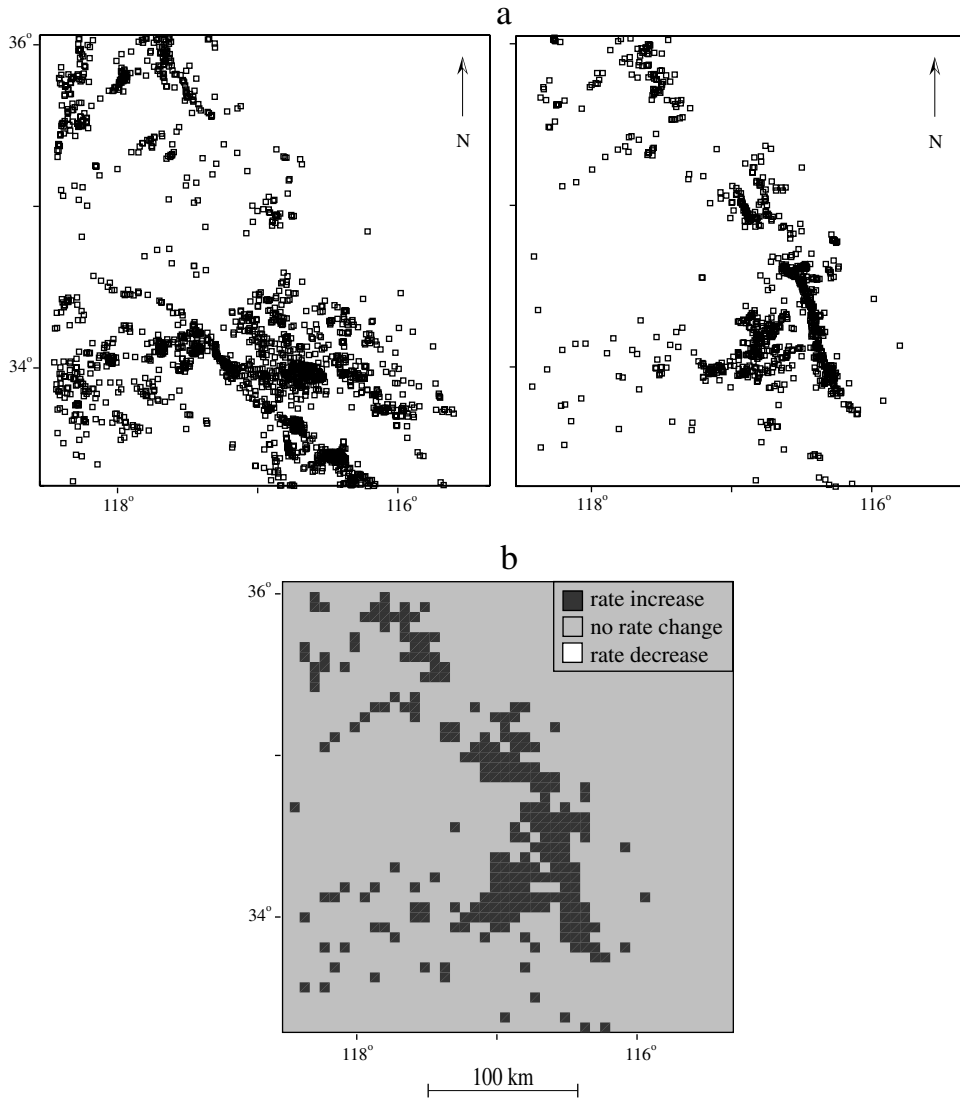 a
36°
N
N
34°
118°
116°
118°
116°
b
36°
rate increase
no rate change
rate decrease
34°
118°
116°
100 km